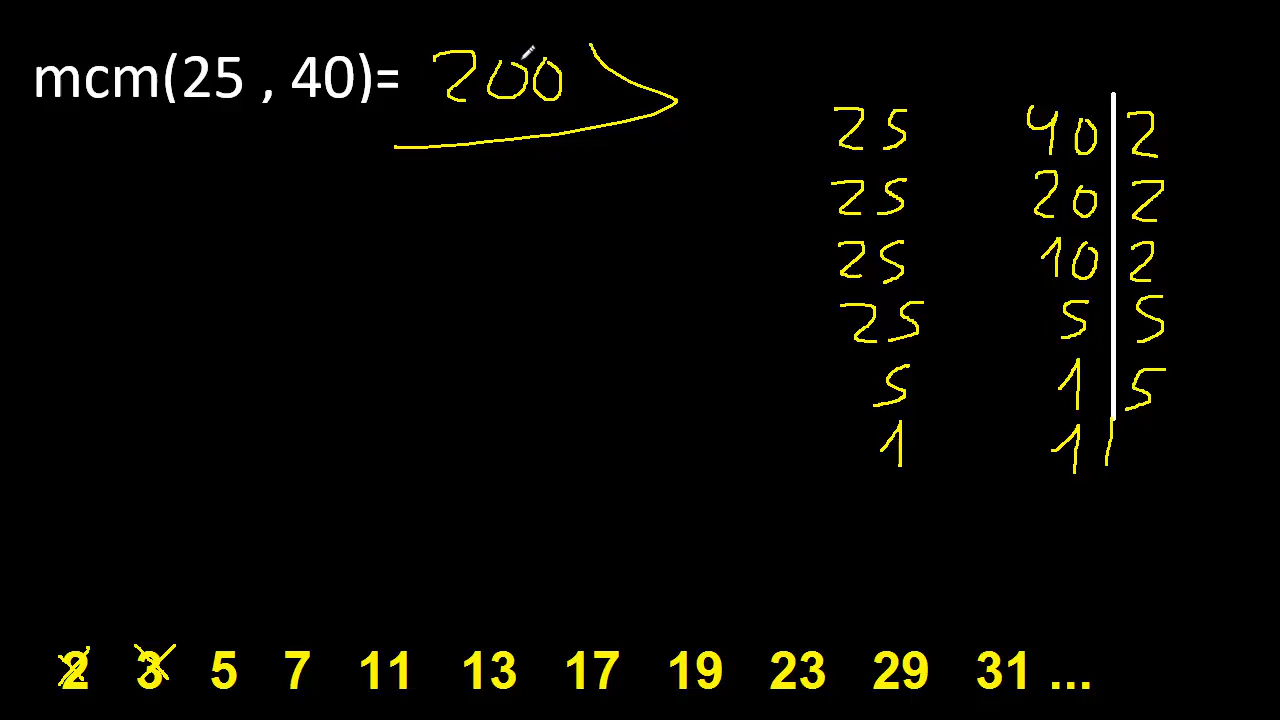 mcm(25 , 40)= 200
25 40 2
25 20 2
25 10 2
25 5 5
5 1 5
1 1
2 3 5 7 11 13 17 19 23 29 31 ...